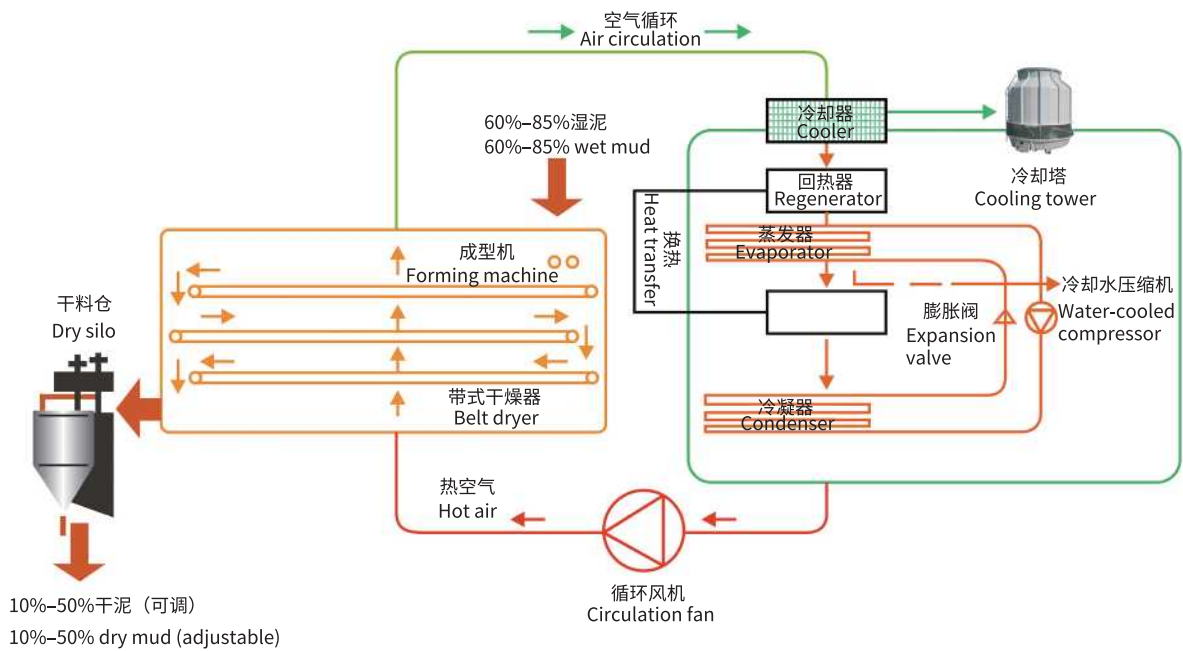 空气循环
Air circulation
冷却器
Cooler
60%–85%湿泥
60%–85% wet mud
冷却塔
Cooling tower
回热器
Regenerator
换热
Heat transfer
蒸发器
Evaporator
成型机
Forming machine
冷却水压缩机
Water-cooled
compressor
膨胀阀
Expansion
valve
干料仓
Dry silo
带式干燥器
Belt dryer
冷凝器
Condenser
热空气
Hot air
循环风机
Circulation fan
10%–50%干泥（可调）
10%–50% dry mud (adjustable)